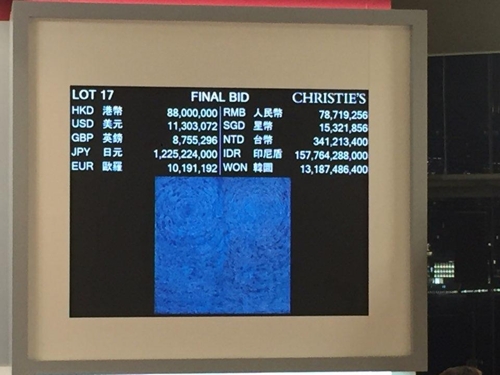 LOT 17 FINAL BID CHRISTIE'S
HKD 港幣 88,000,000 RMB 人民幣 78,719,256
USD 美元 11,303,072 SGD 星幣 15,321,856
GBP 英鎊 8,755,296 NTD 台幣 341,213,400
JPY 日元 1,225,224,000 IDR 印尼盾 157,764,288,000
EUR 歐羅 10,191,192 WON 韓圜 13,187,486,400